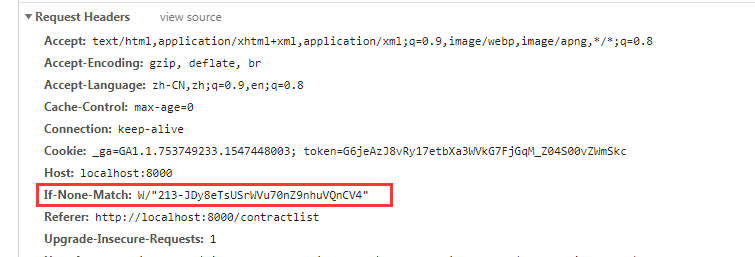 Request Headers view source
Accept: text/html,application/xhtml+xml,application/xml;q=0.9,image/webp,image/apng,*/*;q=0.8
Accept-Encoding: gzip, deflate, br
Accept-Language: zh-CN,zh;q=0.9,en;q=0.8
Cache-Control: max-age=0
Connection: keep-alive
Cookie: _ga=GA1.1.753749233.1547448003; token=G6jeAzJ8vRy17etbXa3WVkG7FjGqM_Z04S00vZWmSkc
Host: localhost:8000
If-None-Match: W/"213-JDy8eTsUSrWVu70nZ9nhuVQnCV4"
Referer: http://localhost:8000/contractlist
Upgrade-Insecure-Requests: 1